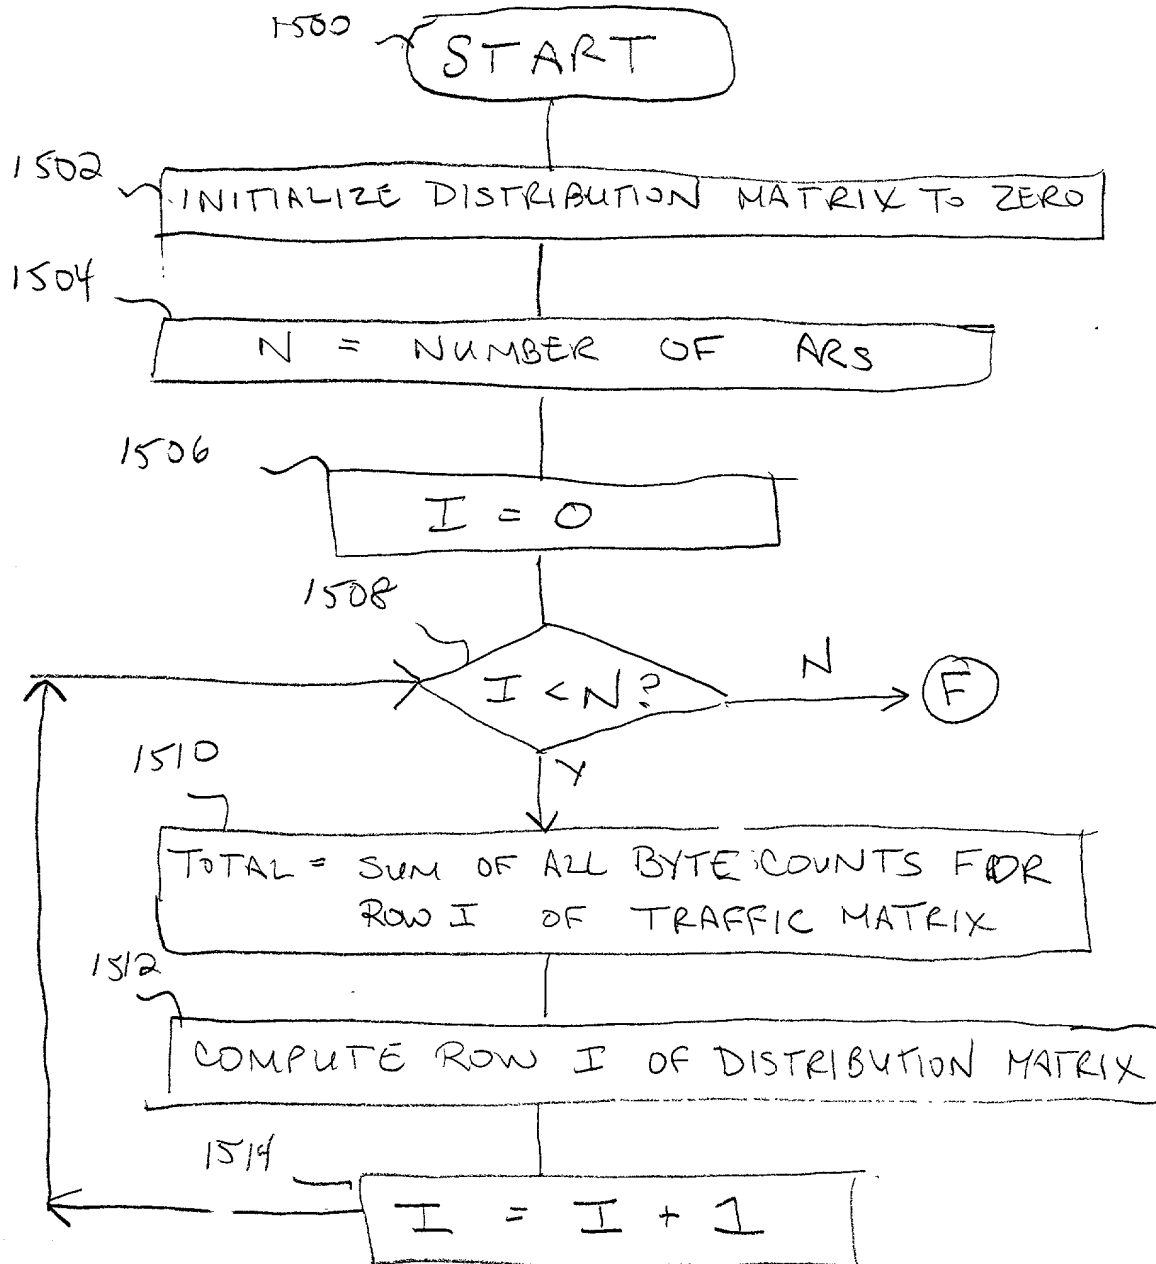 1500
START
1502
INITIALIZE DISTRIBUTION MATRIX TO ZERO
1504
N = NUMBER OF ARS
1506
I = 0
1508
I < N?
N
F
Y
1510
TOTAL = SUM OF ALL BYTE COUNTS FOR
ROW I OF TRAFFIC MATRIX
1512
COMPUTE ROW I OF DISTRIBUTION MATRIX
1514
I = I + 1